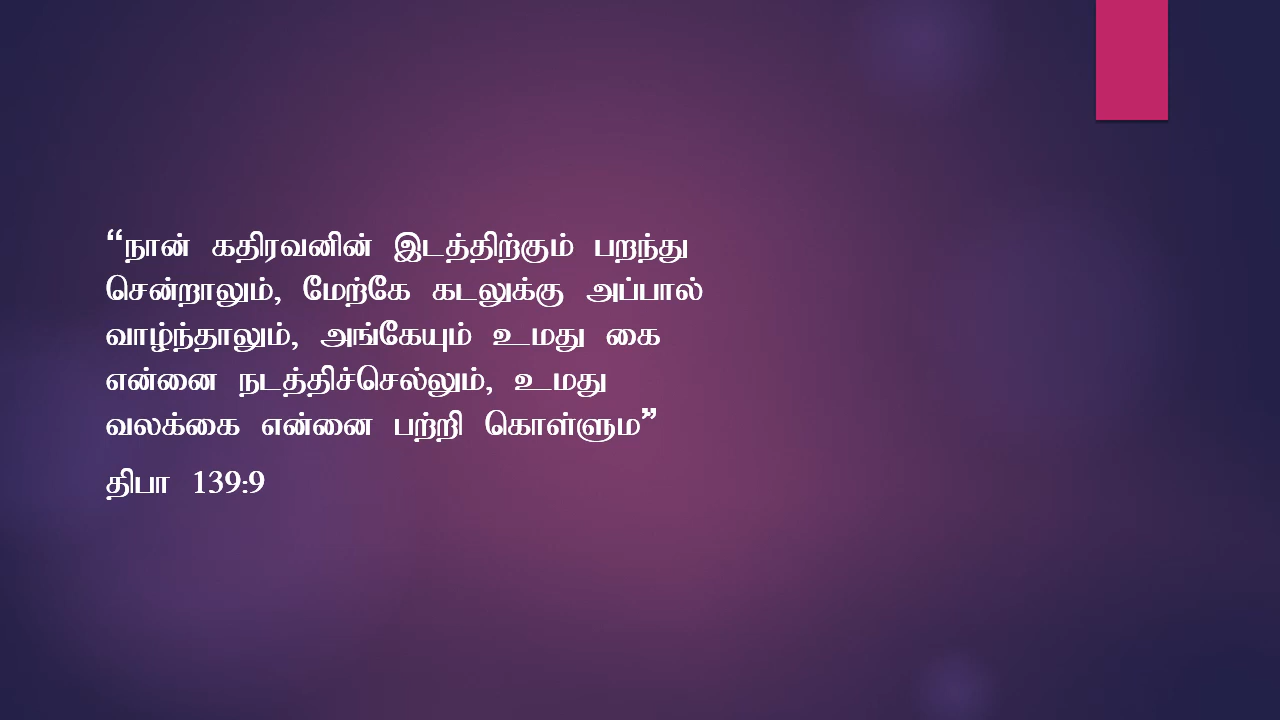 “நான் கதிரவனின் இடத்திற்கும் பறந்து
சென்றாலும், மேற்கே கடலுக்கு அப்பால்
வாழ்ந்தாலும், அங்கேயும் உமது கை
என்னை நடத்திச்செல்லும், உமது
வலக்கை என்னை பற்றி கொள்ளும”
திபா 139:9